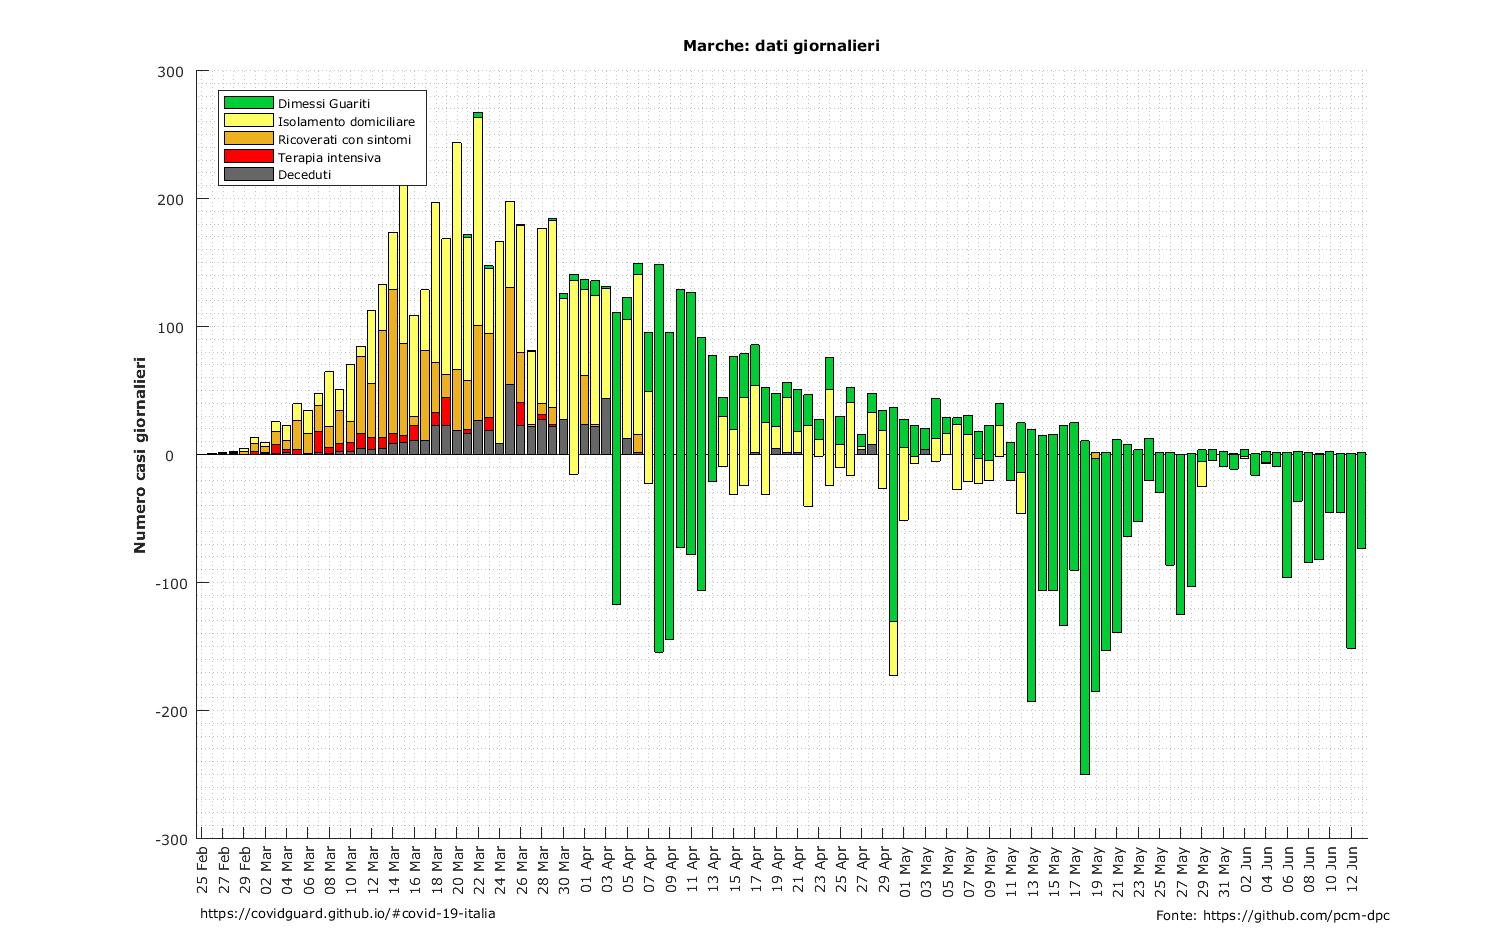 Marche: dati giornalieri
300
200
100
0
-100
-200
-300
Numero casi giornalieri
Dimessi Guariti
Isolamento domiciliare
Ricoverati con sintomi
Terapia intensiva
Deceduti
25 Feb
27 Feb
29 Feb
02 Mar
04 Mar
06 Mar
08 Mar
10 Mar
12 Mar
14 Mar
16 Mar
18 Mar
20 Mar
22 Mar
24 Mar
26 Mar
28 Mar
30 Mar
01 Apr
03 Apr
05 Apr
07 Apr
09 Apr
11 Apr
13 Apr
15 Apr
17 Apr
19 Apr
21 Apr
23 Apr
25 Apr
27 Apr
29 Apr
01 May
03 May
05 May
07 May
09 May
11 May
13 May
15 May
17 May
19 May
21 May
23 May
25 May
27 May
29 May
31 May
02 Jun
04 Jun
06 Jun
08 Jun
10 Jun
12 Jun
https://covidguard.github.io/#covid-19-italia
Fonte: https://github.com/pcm-dpc